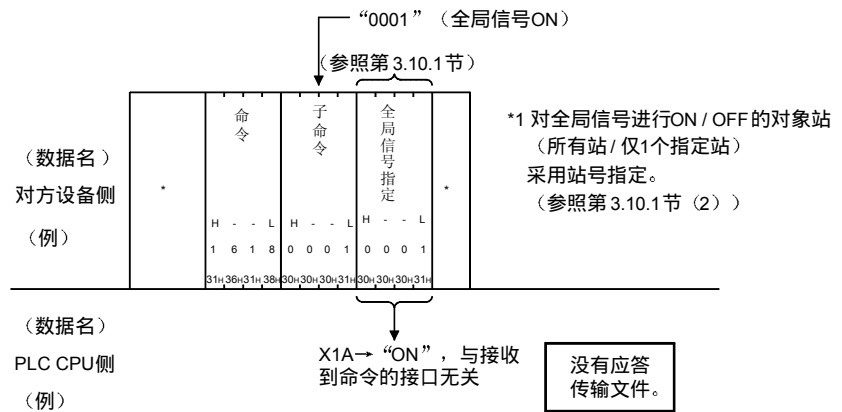 “0001”（全局信号ON）
（参照第 3.10.1节）
命令
子命令
全局信号指定
*1 对全局信号进行ON / OFF的对象站
（所有站 / 仅1个指定站）
采用站号指定。
（参照第 3.10.1节（2））
（数据名）
对方设备侧
（例）
*
*
H - - L H - - L H - - L
1 6 1 8 0 0 0 1 0 0 0 1
31H 36H 31H 38H 30H 30H 30H 31H 30H 30H 30H 31H
（数据名）
PLC CPU侧
（例）
X1A→“ON”，与接收
到命令的接口无关
没有应答
传输文件。